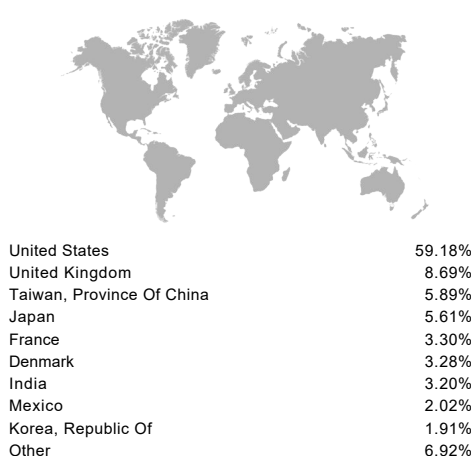 United States 59.18%
United Kingdom 8.69%
Taiwan, Province Of China 5.89%
Japan 5.61%
France 3.30%
Denmark 3.28%
India 3.20%
Mexico 2.02%
Korea, Republic Of 1.91%
Other 6.92%